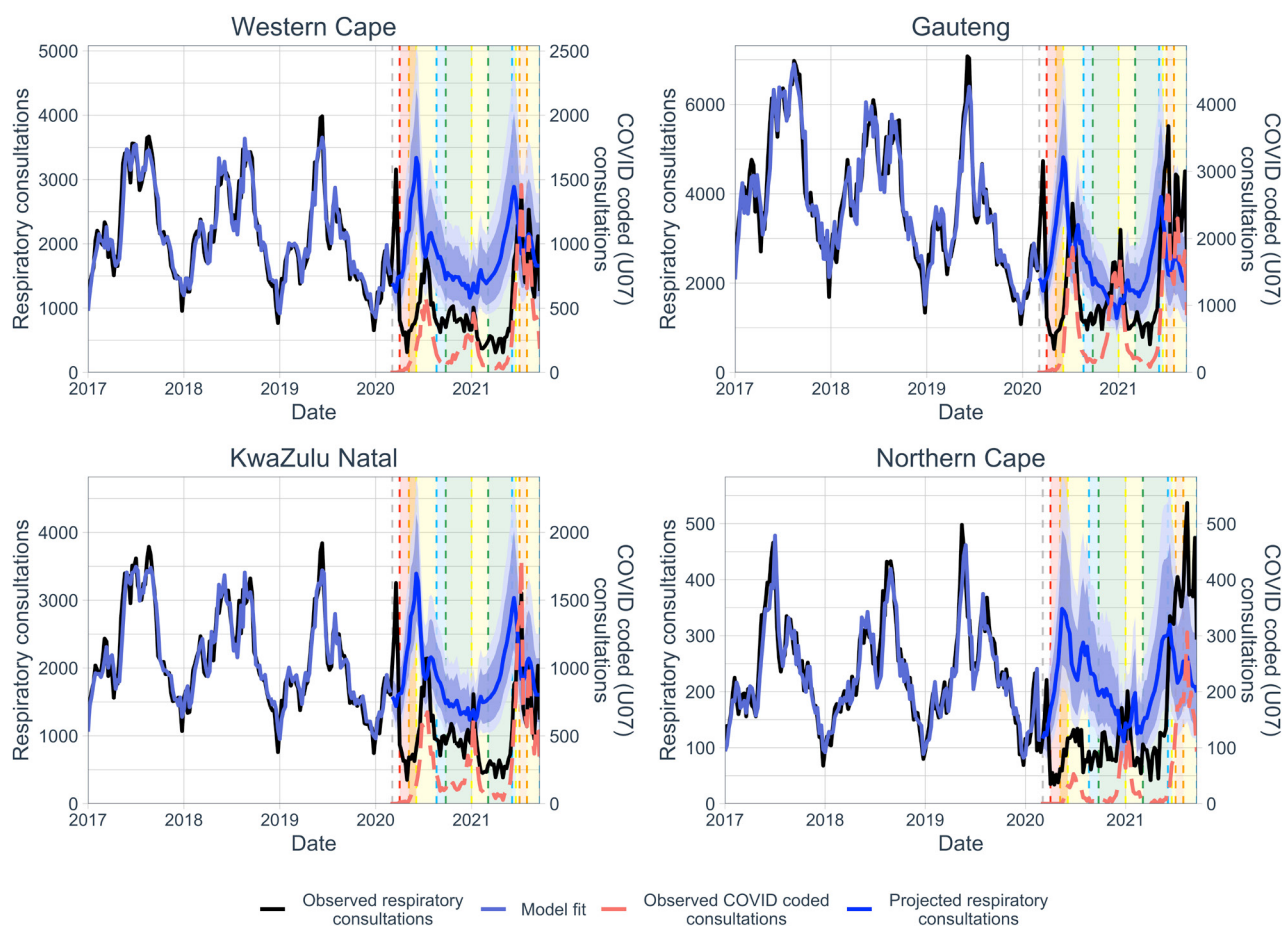 Western Cape
Respiratory consultations
5000
4000
3000
2000
1000
0
2500
2000
1500
1000
500
0
COVID coded (U07)
consultations
2017
2018
2019
2020
2021
Date
Gauteng
Respiratory consultations
6000
4000
2000
0
4000
3000
2000
1000
0
COVID coded (U07)
consultations
2017
2018
2019
2020
2021
Date
KwaZulu Natal
Respiratory consultations
4000
3000
2000
1000
0
2000
1500
1000
500
0
COVID coded (U07)
consultations
2017
2018
2019
2020
2021
Date
Northern Cape
Respiratory consultations
500
400
300
200
100
0
500
400
300
200
100
0
COVID coded (U07)
consultations
2017
2018
2019
2020
2021
Date
Observed respiratory
consultations
Model fit
Observed COVID coded
consultations
Projected respiratory
consultations